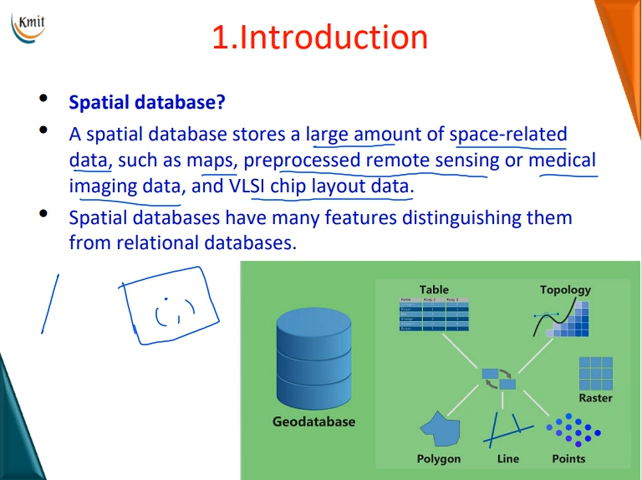 Kmit
1.Introduction
Spatial database?
A spatial database stores a large amount of space-related
data, such as maps, preprocessed remote sensing or medical
imaging data, and VLSI chip layout data.
Spatial databases have many features distinguishing them
from relational databases.
(;,)
Table
Topology
Raster
Geodatabase
Polygon
Line
Points